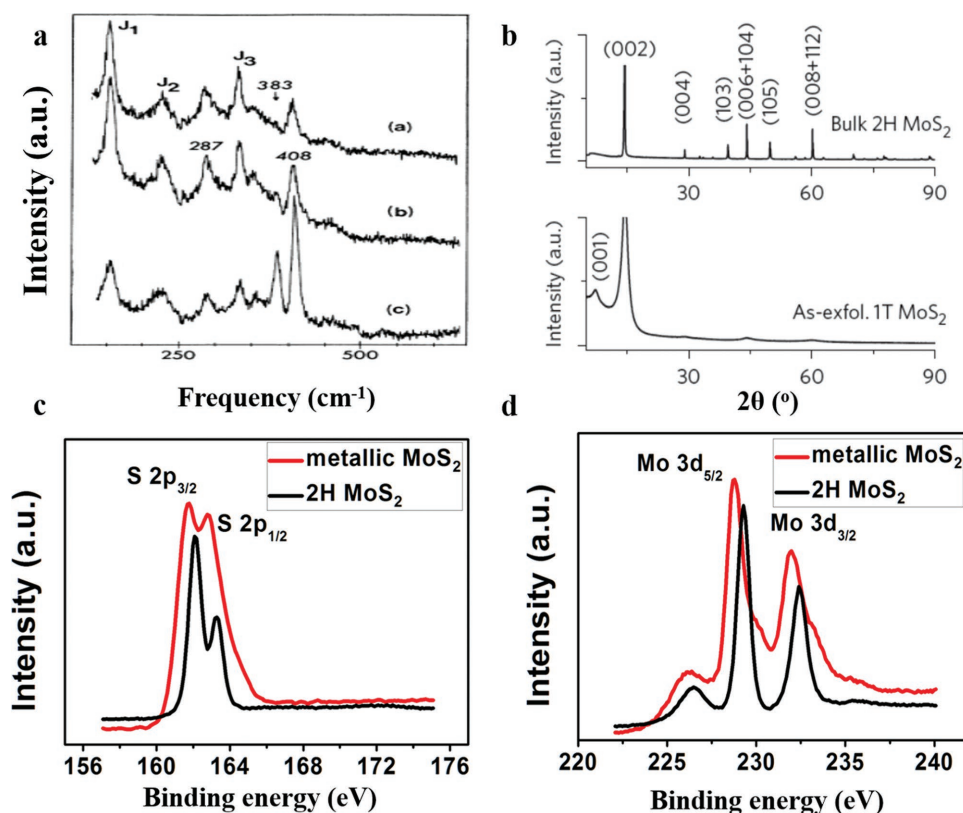 a
J1
J2
J3
383
(a)
287
408
(b)
(c)
250
500
Intensity (a.u.)
Frequency (cm-1)
b
(002)
(004)
(103)
(006+104)
(105)
(008+112)
Intensity (a.u.)
Bulk 2H MoS2
30
60
90
(001)
Intensity (a.u.)
As-exfol. 1T MoS2
30
60
90
2θ (o)
c
S 2p3/2
S 2p1/2
metallic MoS2
2H MoS2
Intensity (a.u.)
156
160
164
168
172
176
Binding energy (eV)
d
Mo 3d5/2
Mo 3d3/2
metallic MoS2
2H MoS2
Intensity (a.u.)
220
225
230
235
240
Binding energy (eV)